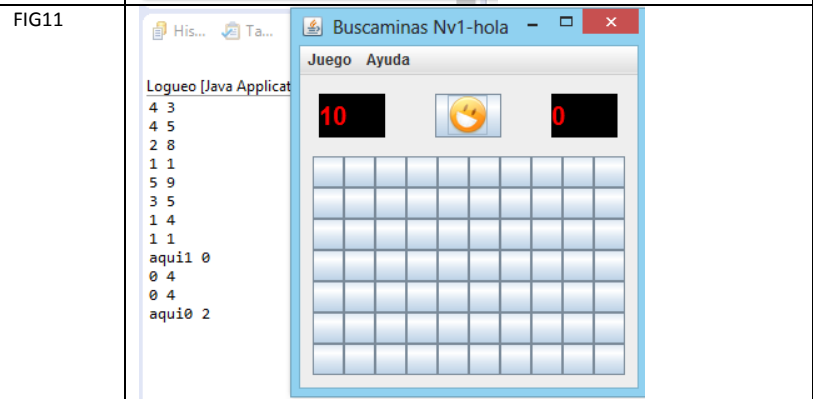 FIG11
His... Ta...
Buscaminas Nv1-hola
Juego Ayuda
Logueo [Java Applicat
10
0
4 3
4 5
2 8
1 1
5 9
3 5
1 4
1 1
aqui1 0
0 4
0 4
aqui0 2